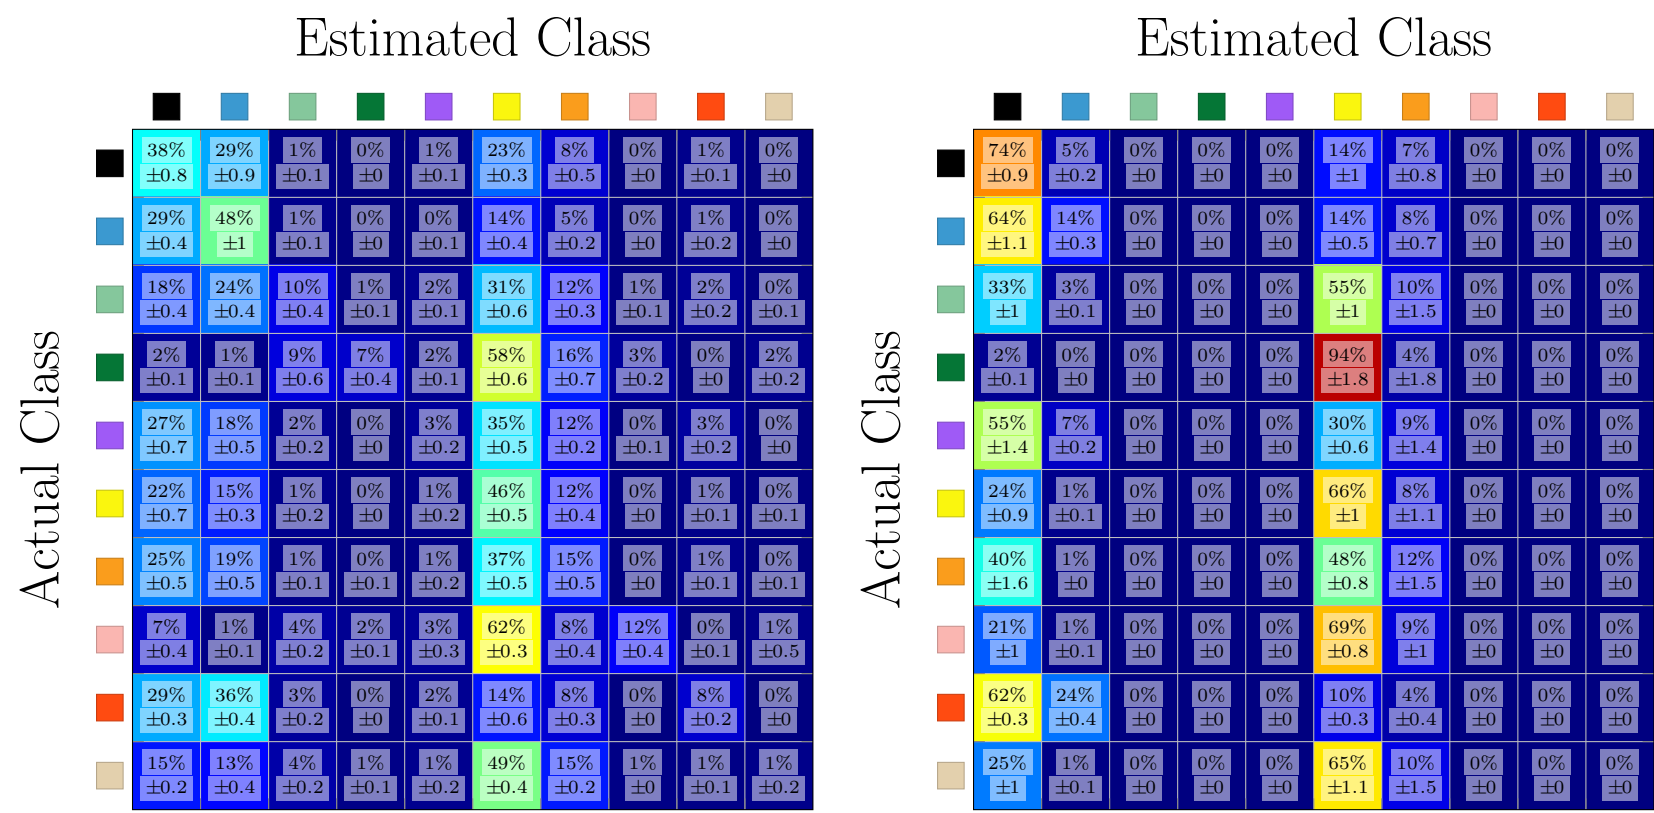 Estimated Class
Actual Class
38% 29% 1% 0% 1% 23% 8% 0% 1% 0%
±0.8 ±0.9 ±0.1 ±0 ±0.1 ±0.3 ±0.5 ±0 ±0.1 ±0
29% 48% 1% 0% 0% 14% 5% 0% 1% 0%
±0.4 ±1 ±0.1 ±0 ±0.1 ±0.4 ±0.2 ±0 ±0.2 ±0
18% 24% 10% 1% 2% 31% 12% 1% 2% 0%
±0.4 ±0.4 ±0.4 ±0.1 ±0.1 ±0.6 ±0.3 ±0.1 ±0.2 ±0.1
2% 1% 9% 7% 2% 58% 16% 3% 0% 2%
±0.1 ±0.1 ±0.6 ±0.4 ±0.1 ±0.6 ±0.7 ±0.2 ±0 ±0.2
27% 18% 2% 0% 3% 35% 12% 0% 3% 0%
±0.7 ±0.5 ±0.2 ±0 ±0.2 ±0.5 ±0.2 ±0.1 ±0.2 ±0
22% 15% 1% 0% 1% 46% 12% 0% 1% 0%
±0.7 ±0.3 ±0.2 ±0 ±0.2 ±0.5 ±0.4 ±0 ±0.1 ±0.1
25% 19% 1% 0% 1% 37% 15% 0% 1% 0%
±0.5 ±0.5 ±0.1 ±0.1 ±0.2 ±0.5 ±0.5 ±0 ±0.1 ±0.1
7% 1% 4% 2% 3% 62% 8% 12% 0% 1%
±0.4 ±0.1 ±0.2 ±0.1 ±0.3 ±0.3 ±0.4 ±0.4 ±0.1 ±0.5
29% 36% 3% 0% 2% 14% 8% 0% 8% 0%
±0.3 ±0.4 ±0.2 ±0 ±0.1 ±0.6 ±0.3 ±0 ±0.2 ±0
15% 13% 4% 1% 1% 49% 15% 1% 1% 1%
±0.2 ±0.4 ±0.2 ±0.1 ±0.2 ±0.4 ±0.2 ±0 ±0.1 ±0.2
Estimated Class
Actual Class
74% 5% 0% 0% 0% 14% 7% 0% 0% 0%
±0.9 ±0.2 ±0 ±0 ±0 ±1 ±0.8 ±0 ±0 ±0
64% 14% 0% 0% 0% 14% 8% 0% 0% 0%
±1.1 ±0.3 ±0 ±0 ±0 ±0.5 ±0.7 ±0 ±0 ±0
33% 3% 0% 0% 0% 55% 10% 0% 0% 0%
±1 ±0.1 ±0 ±0 ±0 ±1 ±1.5 ±0 ±0 ±0
2% 0% 0% 0% 0% 94% 4% 0% 0% 0%
±0.1 ±0 ±0 ±0 ±0 ±1.8 ±1.8 ±0 ±0 ±0
55% 7% 0% 0% 0% 30% 9% 0% 0% 0%
±1.4 ±0.2 ±0 ±0 ±0 ±0.6 ±1.4 ±0 ±0 ±0
24% 1% 0% 0% 0% 66% 8% 0% 0% 0%
±0.9 ±0.1 ±0 ±0 ±0 ±1 ±1.1 ±0 ±0 ±0
40% 1% 0% 0% 0% 48% 12% 0% 0% 0%
±1.6 ±0 ±0 ±0 ±0 ±0.8 ±1.5 ±0 ±0 ±0
21% 1% 0% 0% 0% 69% 9% 0% 0% 0%
±1 ±0.1 ±0 ±0 ±0 ±0.8 ±1 ±0 ±0 ±0
62% 24% 0% 0% 0% 10% 4% 0% 0% 0%
±0.3 ±0.4 ±0 ±0 ±0 ±0.3 ±0.4 ±0 ±0 ±0
25% 1% 0% 0% 0% 65% 10% 0% 0% 0%
±1 ±0.1 ±0 ±0 ±0 ±1.1 ±1.5 ±0 ±0 ±0